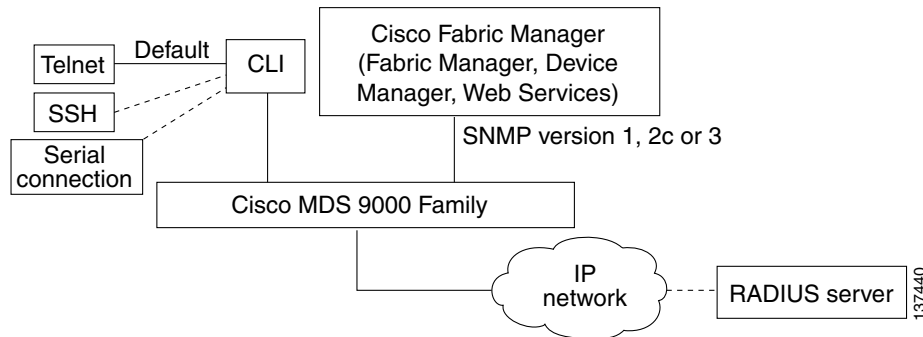 Telnet
Default
CLI
SSH
Serial
connection
Cisco Fabric Manager
(Fabric Manager, Device
Manager, Web Services)
SNMP version 1, 2c or 3
Cisco MDS 9000 Family
IP
network
RADIUS server
137440